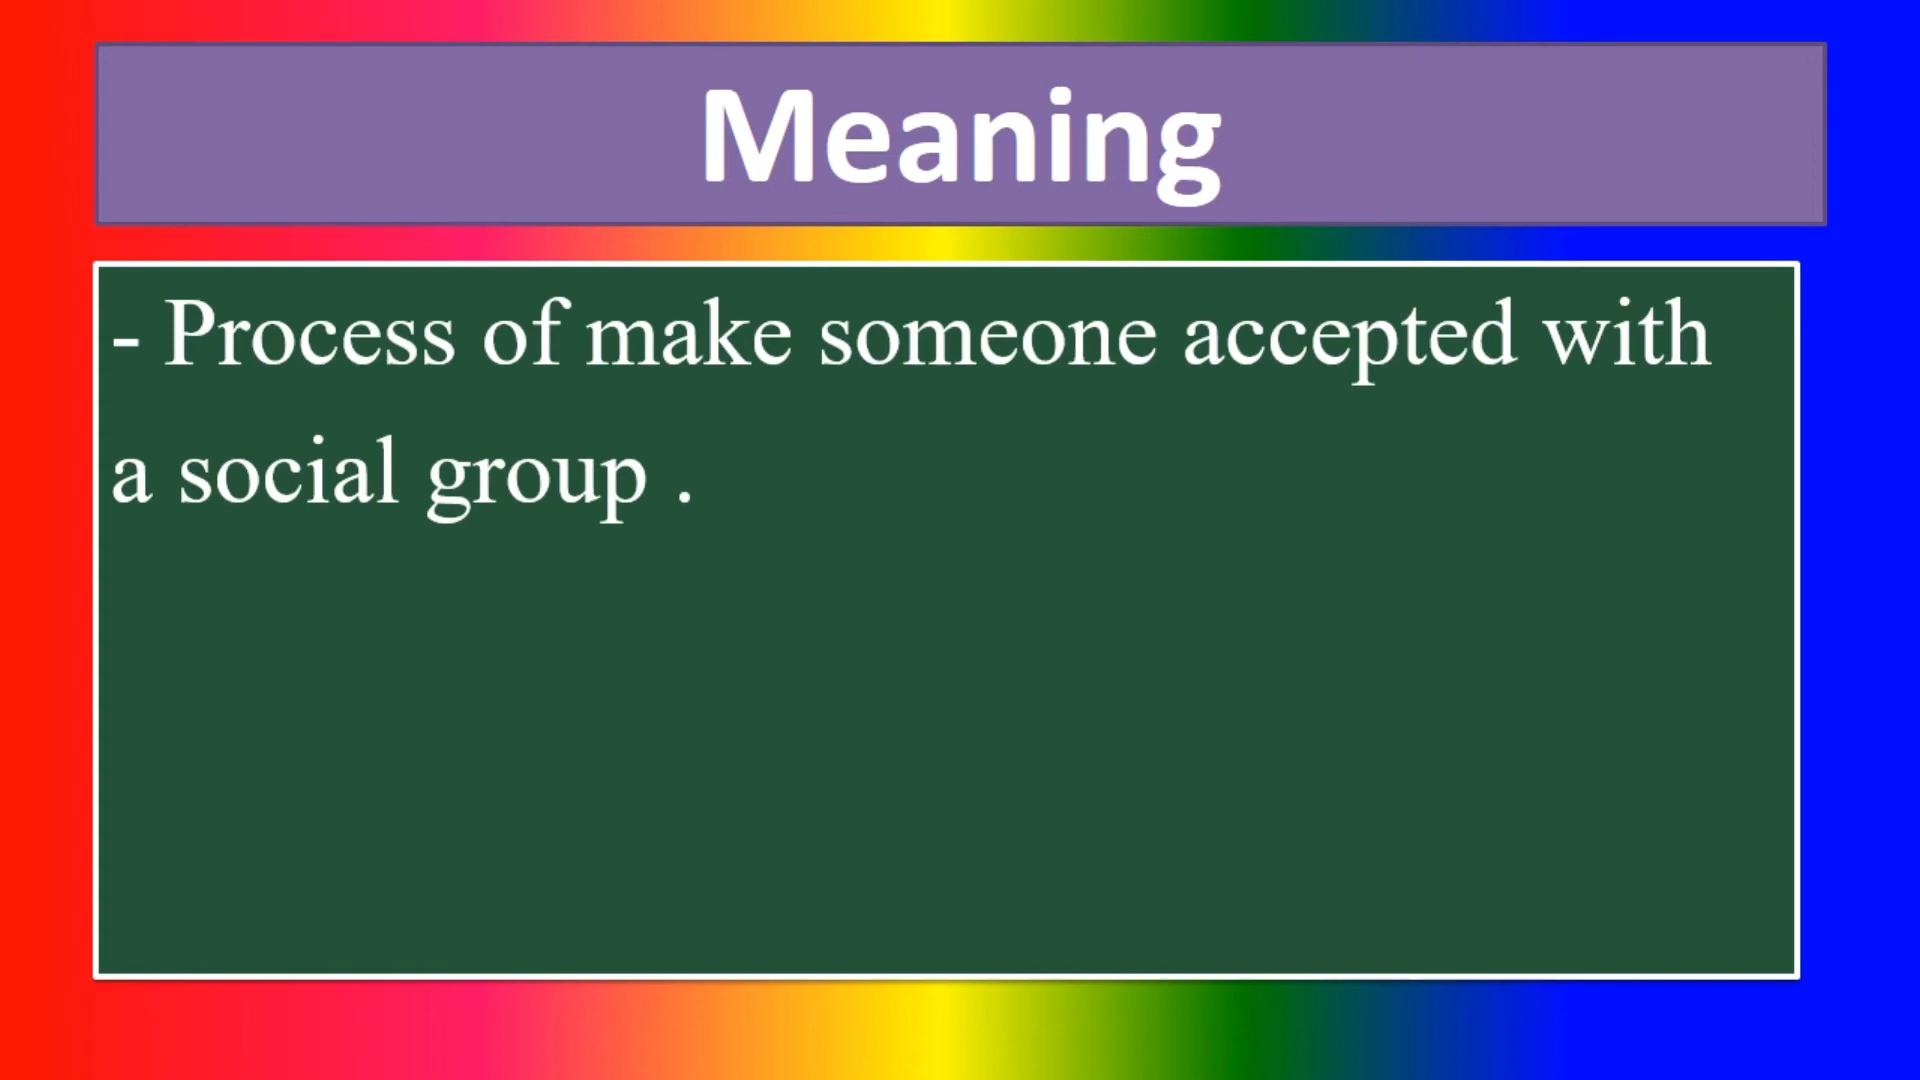 Meaning
- Process of make someone accepted with
a social group .